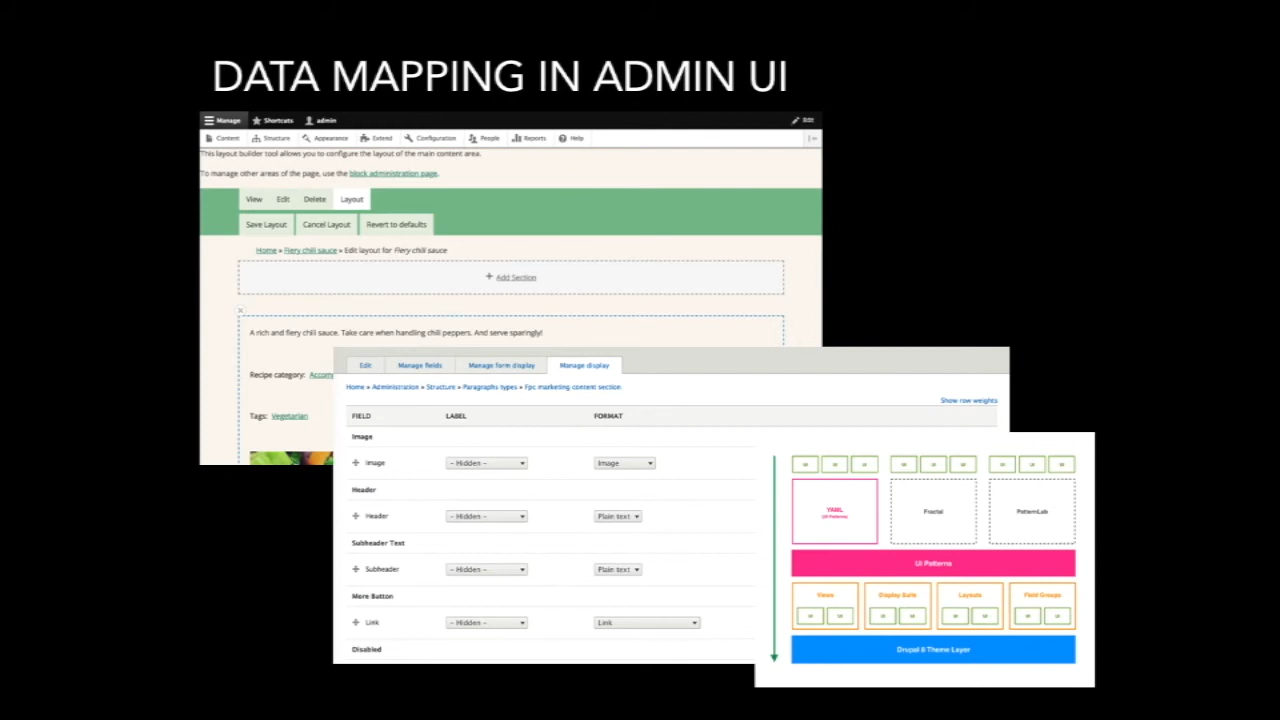 DATA MAPPING IN ADMIN UI
Manage Shortcuts admin Edit
Content Structure Appearance Extend Configuration People Reports Help
This layout builder tool allows you to configure the layout of the main content area.
To manage other areas of the page, use the block administration page.
View Edit Delete Layout
Save Layout Cancel Layout Revert to defaults
Home » Fiery chili sauce » Edit layout for Fiery chili sauce
+ Add Section
A rich and fiery chili sauce. Take care when handling chili peppers. And serve sparingly!
Recipe category: Accom
Tags: Vegetarian
Edit Manage fields Manage form display Manage display
Home » Administration » Structure » Paragraphs types » Fpc marketing content section
Show row weights
FIELD LABEL FORMAT
Image
Image - Hidden - Image
Header
Header - Hidden - Plain text
Subheader Text
Subheader - Hidden - Plain text
More Button
Link - Hidden - Link
Disabled
YAML
(UI Patterns)
Fractal
PatternLab
UI Patterns
Views Display Suite Layouts Field Groups
Drupal 8 Theme Layer